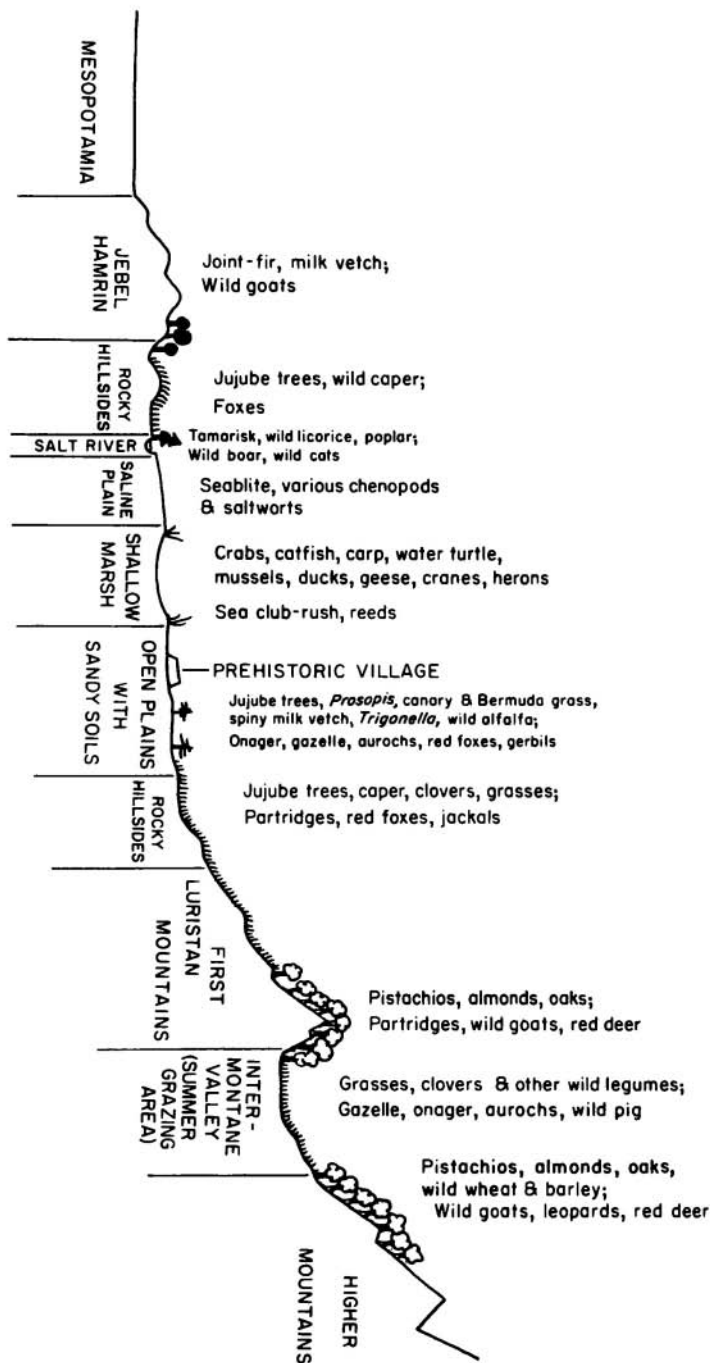 MESOPOTAMIA
JEBEL
HAMRIN
Joint-fir, milk vetch;
Wild goats
ROCKY
HILLSIDES
Jujube trees, wild caper;
Foxes
SALT RIVER
Tamarisk, wild licorice, poplar;
Wild boar, wild cats
SALINE
PLAIN
Seablite, various chenopods
& saltworts
SHALLOW
MARSH
Crabs, catfish, carp, water turtle,
mussels, ducks, geese, cranes, herons
Sea club-rush, reeds
OPEN PLAINS
WITH
SANDY SOILS
PREHISTORIC VILLAGE
Jujube trees, Prosopis, canary & Bermuda grass,
spiny milk vetch, Trigonella, wild alfalfa;
Onager, gazelle, aurochs, red foxes, gerbils
ROCKY
HILLSIDES
Jujube trees, caper, clovers, grasses;
Partridges, red foxes, jackals
FIRST
LURISTAN
MOUNTAINS
Pistachios, almonds, oaks;
Partridges, wild goats, red deer
INTER-
MONTANE
VALLEY
(SUMMER
GRAZING
AREA)
Grasses, clovers & other wild legumes;
Gazelle, onager, aurochs, wild pig
Pistachios, almonds, oaks,
wild wheat & barley;
Wild goats, leopards, red deer
HIGHER
MOUNTAINS